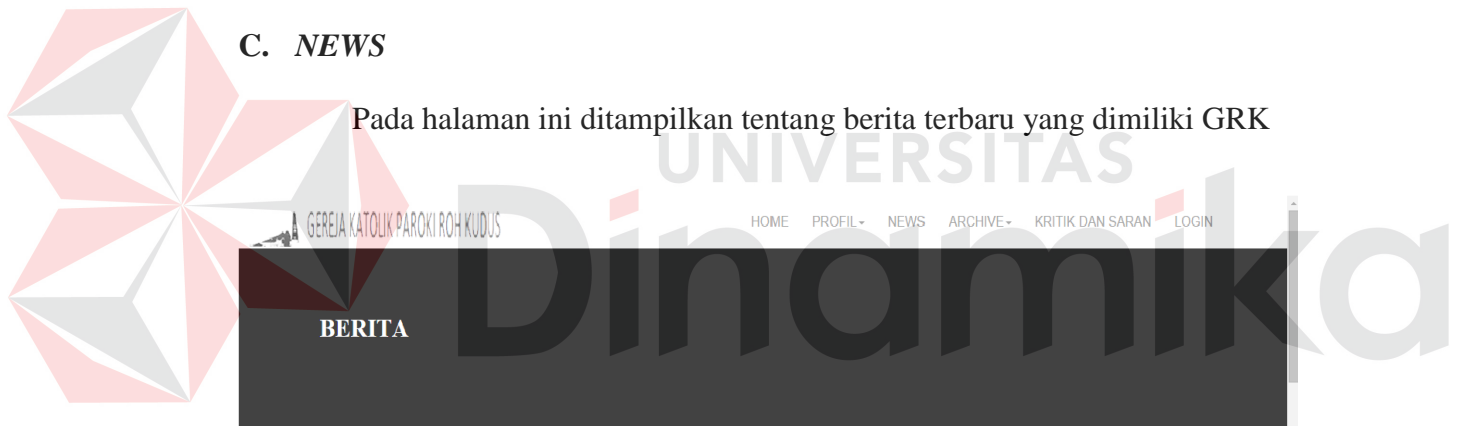 C. NEWS
Pada halaman ini ditampilkan tentang berita terbaru yang dimiliki GRK
UNIVERSITAS
Dinamika
GEREJA KATOLIK PAROKI ROH KUDUS
HOME PROFIL NEWS ARCHIVE KRITIK DAN SARAN LOGIN
BERITA